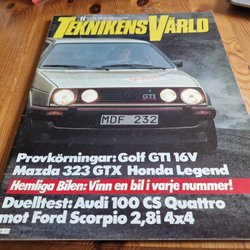 TEKNIKENS VÄRLD
GTI
MDF 232
Provkörningar: Golf GTI 16V
Mazda 323 GTX Honda Legend
Hemliga Bilen: Vinn en bil i varje nummer!
Duelltest: Audi 100 CS Quattro
mot Ford Scorpio 2,8i 4x4